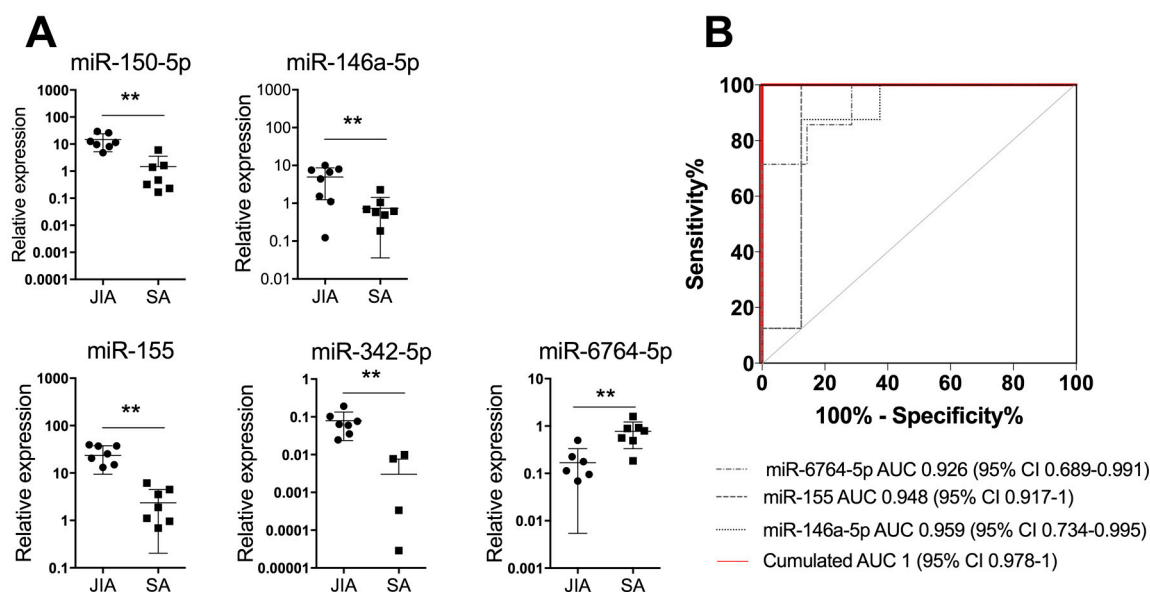 A
miR-150-5p
Relative expression
1000
100
10
1
0.1
0.01
0.001
0.0001
**
JIA
SA
miR-146a-5p
Relative expression
1000
100
10
1
0.1
0.01
**
JIA
SA
miR-155
Relative expression
1000
100
10
1
0.1
**
JIA
SA
miR-342-5p
Relative expression
1
0.1
0.01
0.001
0.0001
0.00001
**
JIA
SA
miR-6764-5p
Relative expression
10
1
0.1
0.01
0.001
**
JIA
SA
B
Sensitivity%
100
80
60
40
20
0
0 20 40 60 80 100
100% - Specificity%
miR-6764-5p AUC 0.926 (95% CI 0.689-0.991)
miR-155 AUC 0.948 (95% CI 0.917-1)
miR-146a-5p AUC 0.959 (95% CI 0.734-0.995)
Cumulated AUC 1 (95% CI 0.978-1)